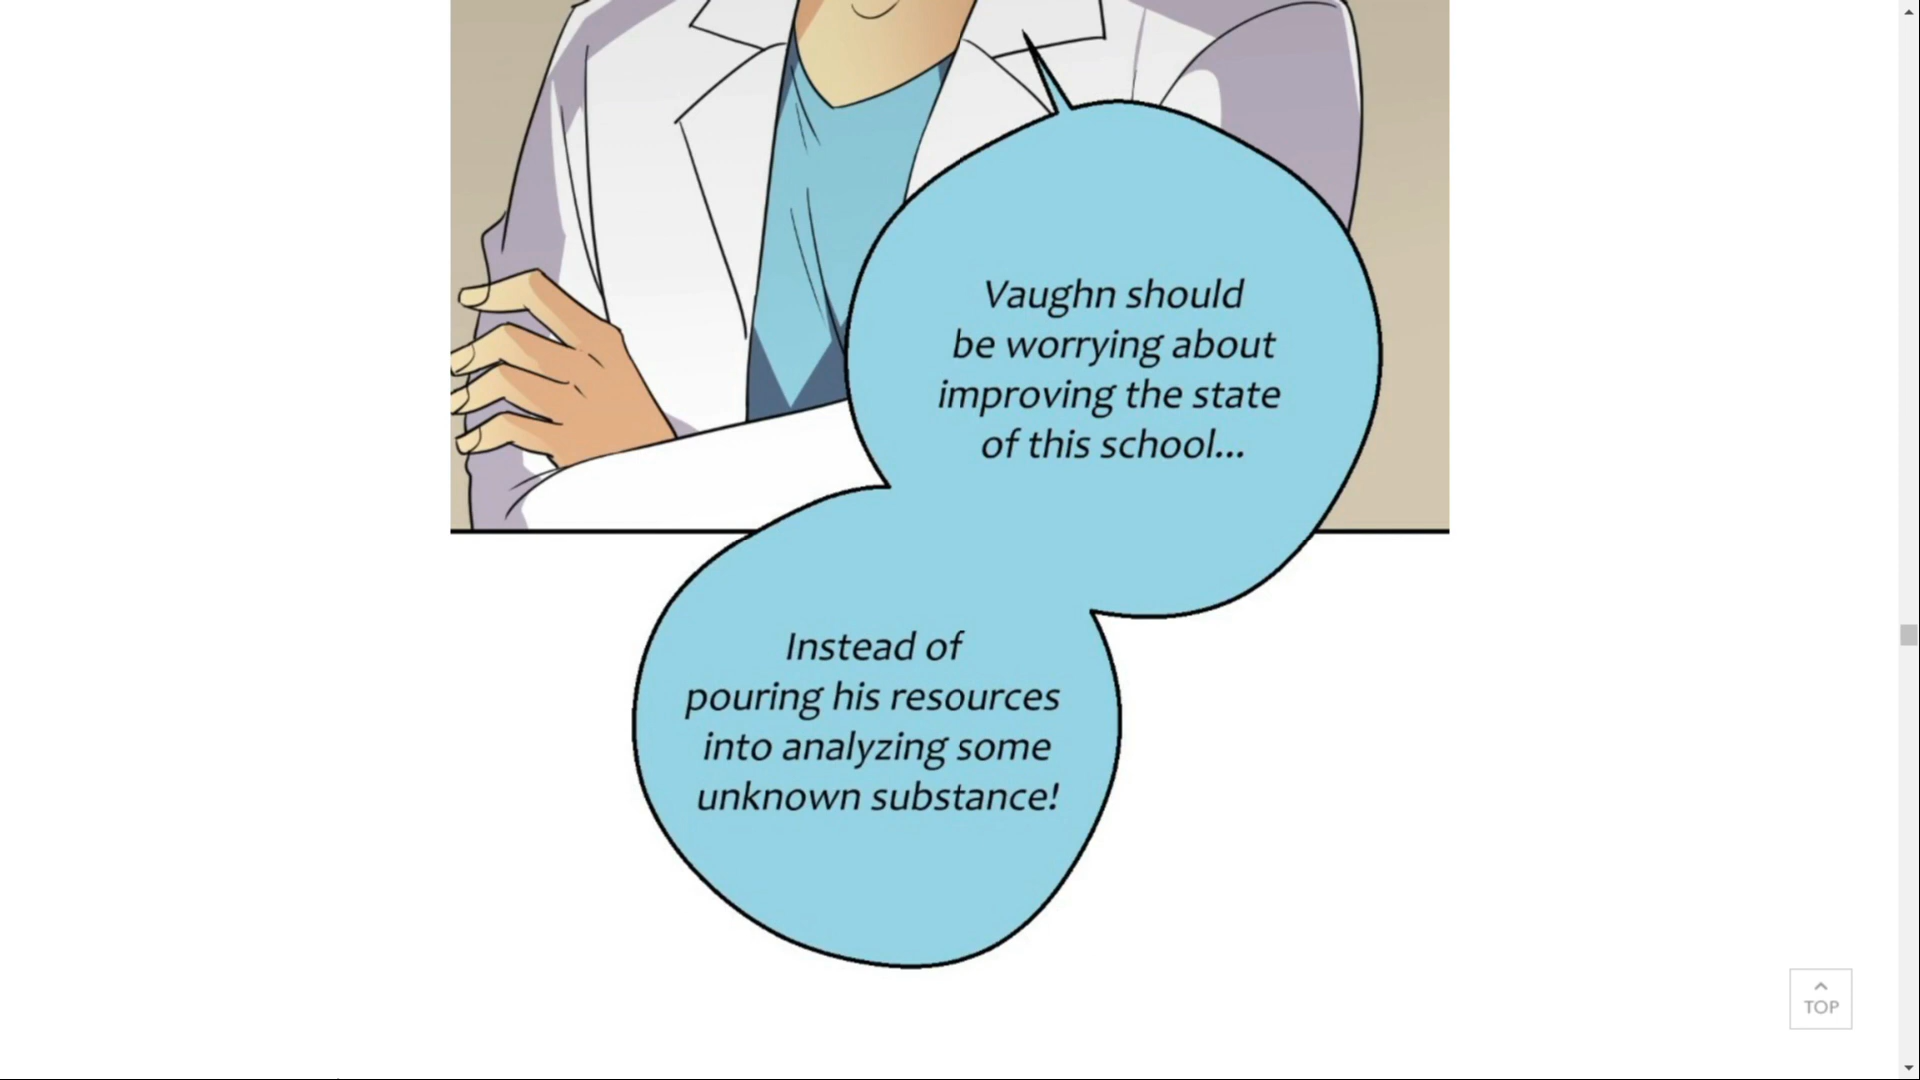 Vaughn should
be worrying about
improving the state
of this school...
Instead of
pouring his resources
into analyzing some
unknown substance!
TOP